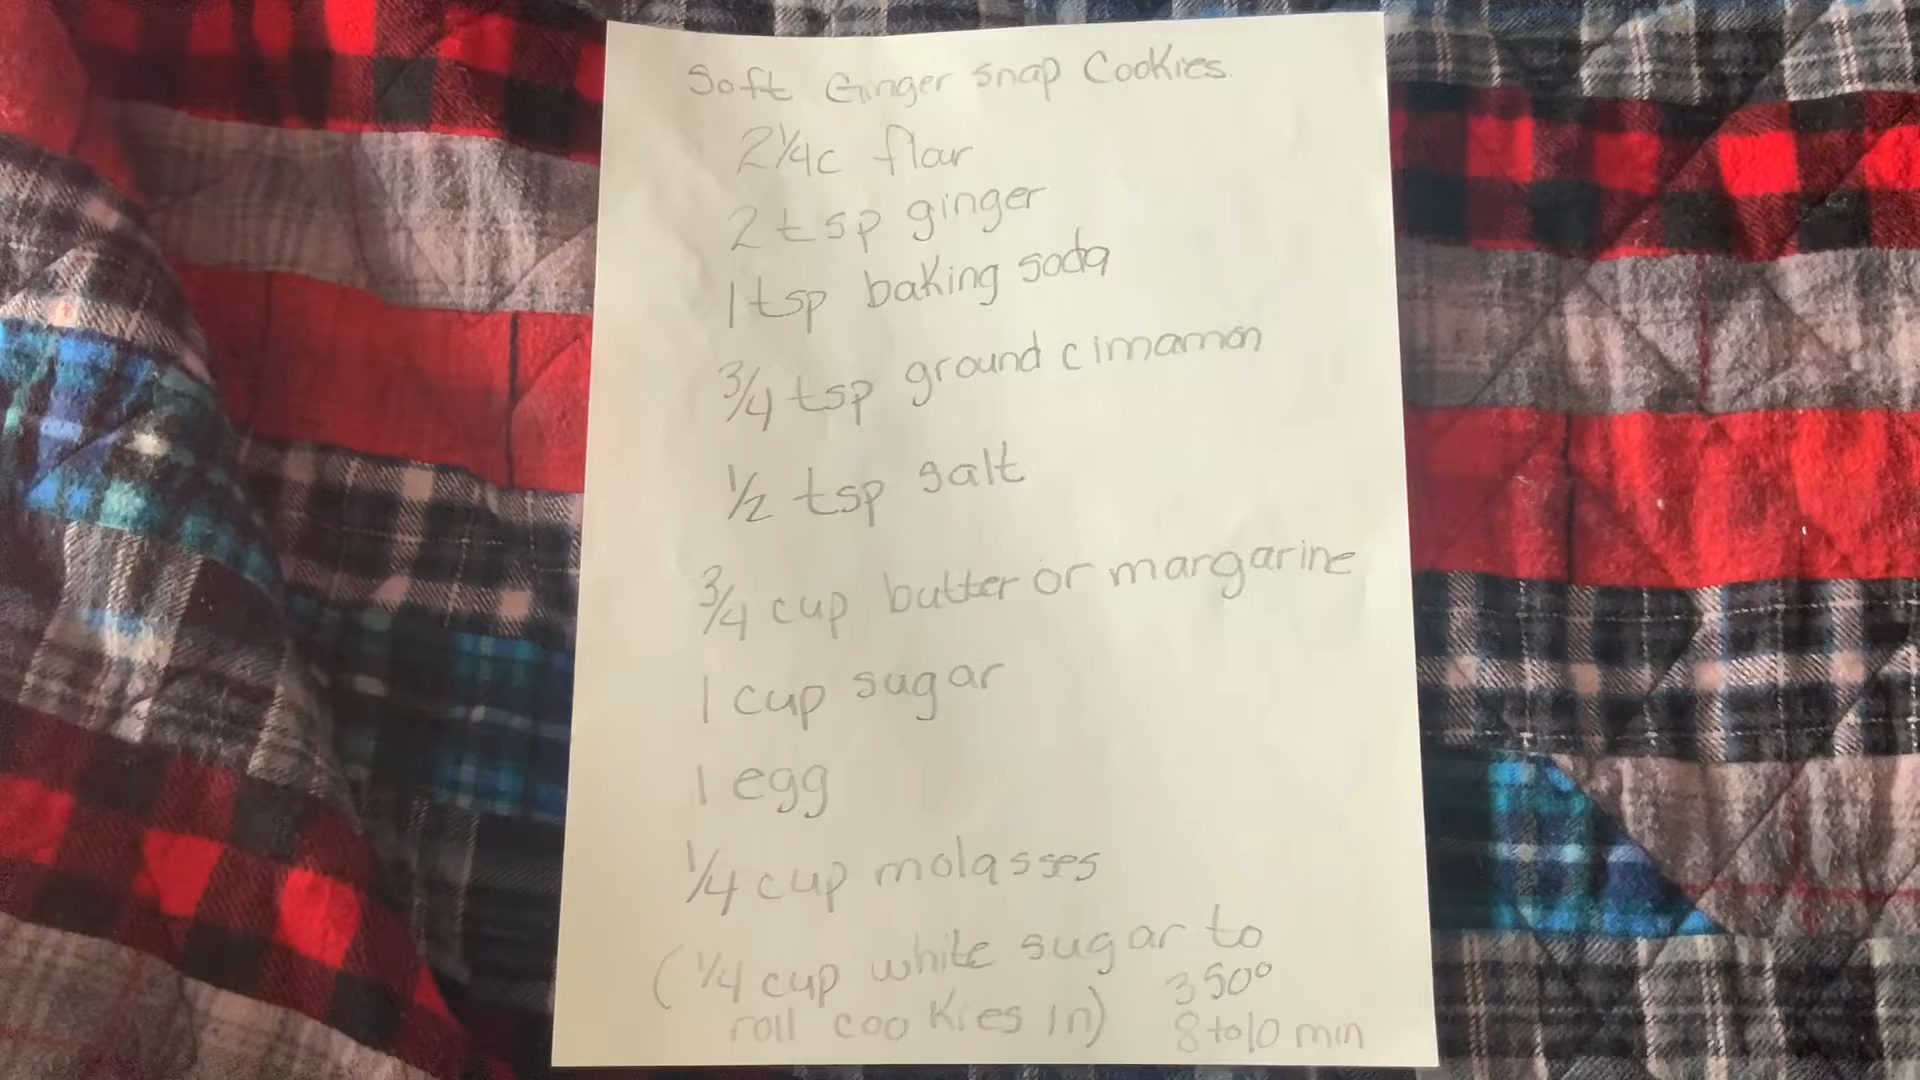 Soft Ginger Snap Cookies.
2 1/4c flour
2 tsp ginger
1 tsp baking soda
3/4 tsp ground cinnamon
1/2 tsp salt
3/4 cup butter or margarine
1 cup sugar
1 egg
1/4 cup molasses
(1/4 cup white sugar to
roll cookies in)
350°
8 to 10 min